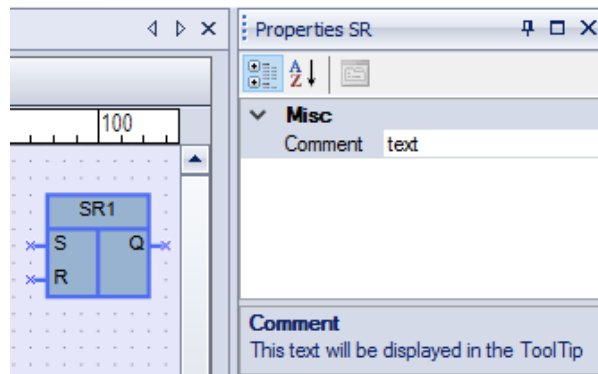 Properties SR
A
Z
Misc
100
Comment text
SR1
S Q
R
Comment
This text will be displayed in the ToolTip